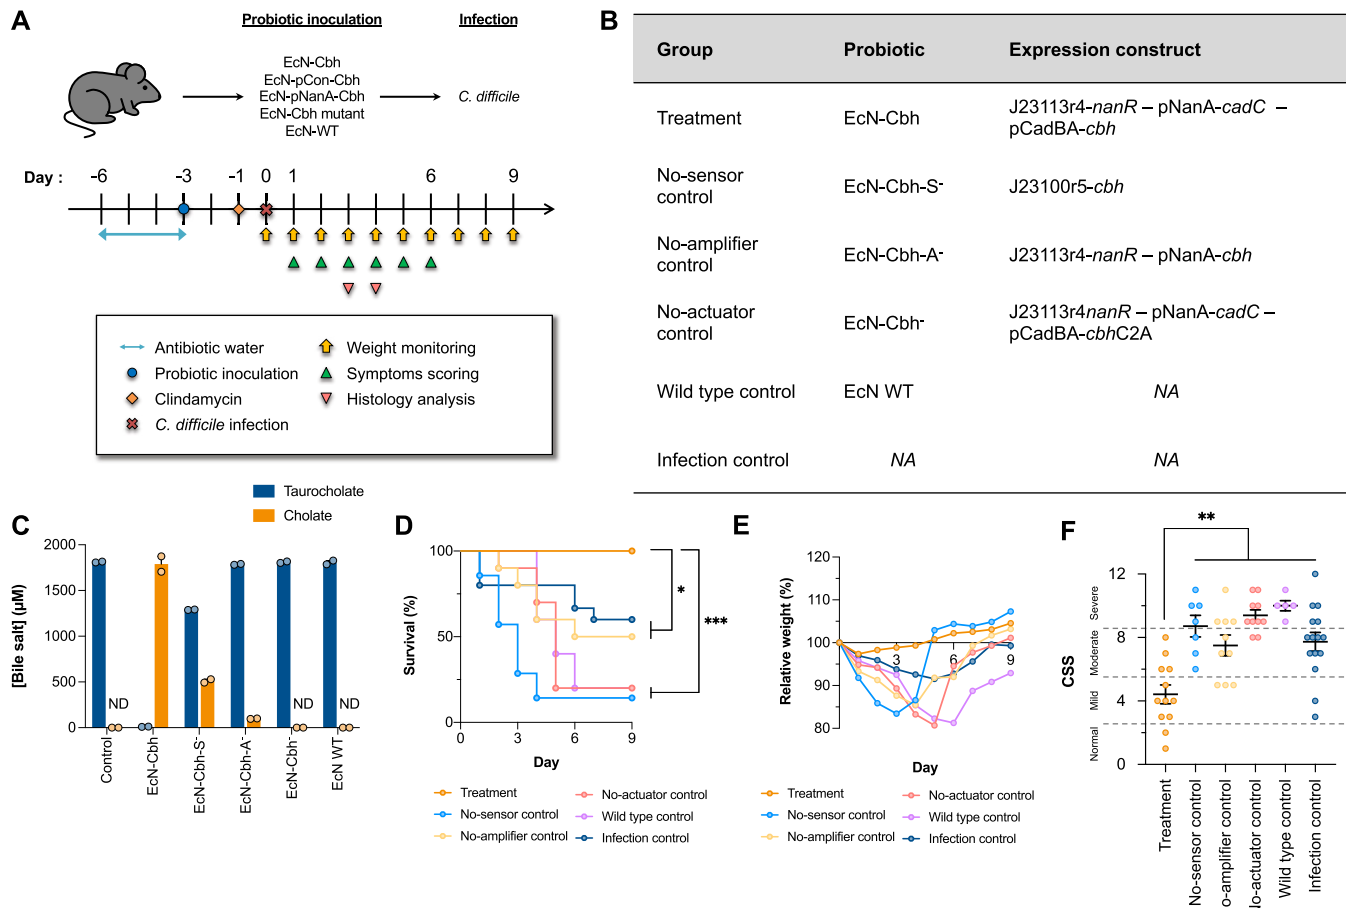 A
Probiotic inoculation
Infection
EcN-Cbh
EcN-pCon-Cbh
EcN-pNanA-Cbh
EcN-Cbh mutant
EcN-WT
C. difficile
Day :
-6
-3
-1
0
1
6
9
Antibiotic water
Probiotic inoculation
Clindamycin
C. difficile infection
Weight monitoring
Symptoms scoring
Histology analysis
B
Group
Probiotic
Expression construct
Treatment
EcN-Cbh
J23113r4-nanR – pNanA-cadC –
pCadBA-cbh
No-sensor
control
EcN-Cbh-S⁻
J23100r5-cbh
No-amplifier
control
EcN-Cbh-A⁻
J23113r4-nanR – pNanA-cbh
No-actuator
control
EcN-Cbh⁻
J23113r4nanR – pNanA-cadC –
pCadBA-cbhC2A
Wild type control
EcN WT
NA
Infection control
NA
NA
C
Taurocholate
Cholate
[Bile salt] (µM)
2000
1500
1000
500
0
ND
ND
ND
Control
EcN-Cbh
EcN-Cbh-S⁻
EcN-Cbh-A⁻
EcN-Cbh⁻
EcN WT
D
Survival (%)
100
50
0
0
3
6
9
Day
*
***
Treatment
No-sensor control
No-amplifier control
No-actuator control
Wild type control
Infection control
E
Relative weight (%)
120
110
100
90
80
3
6
9
Day
Treatment
No-sensor control
No-amplifier control
No-actuator control
Wild type control
Infection control
F
**
CSS
Severe
Moderate
Mild
Normal
12
8
4
0
Treatment
No-sensor control
o-amplifier control
No-actuator control
Wild type control
Infection control